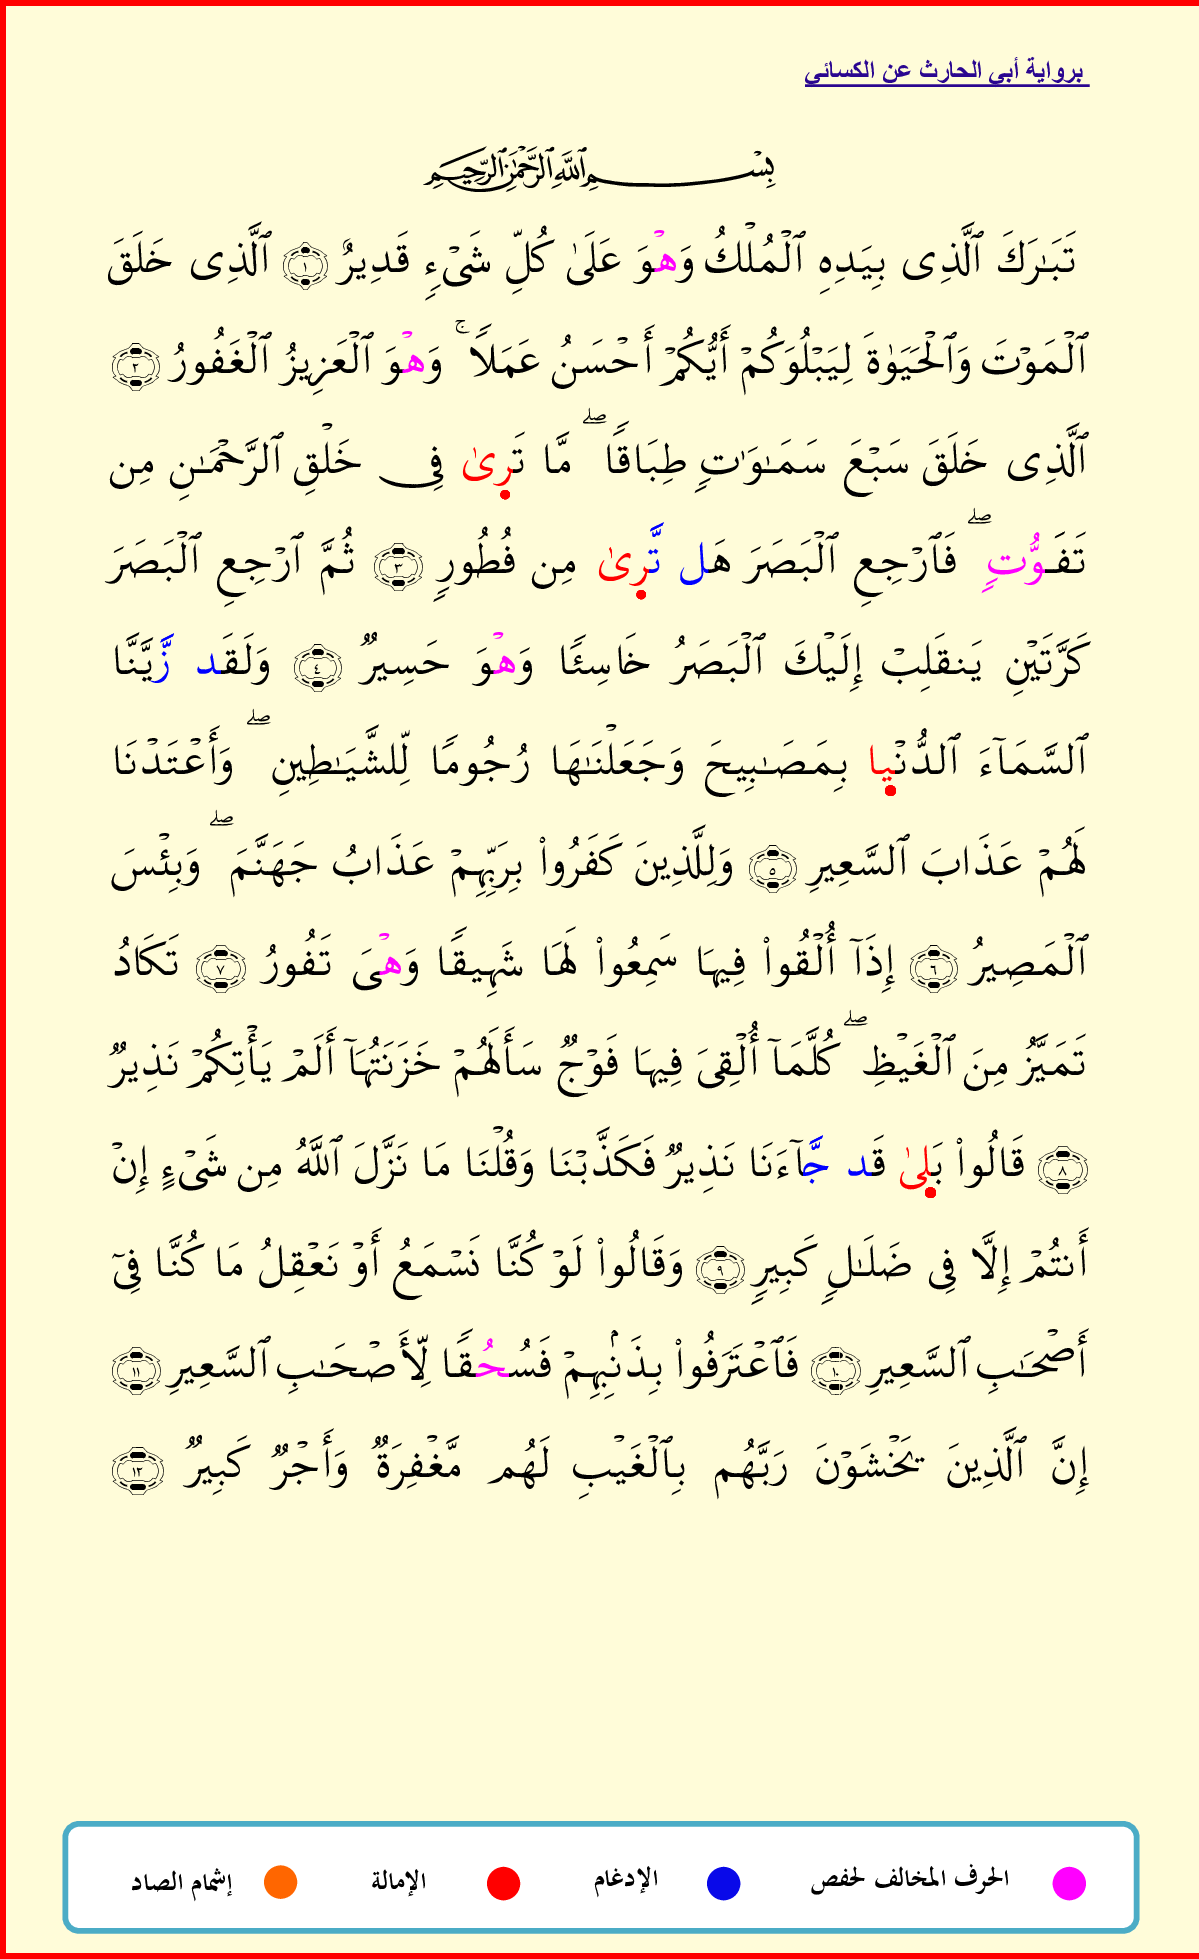 برواية أبي الحارث عن الكسائي
بِسْمِ ٱللَّهِ ٱلرَّحْمَٰنِ ٱلرَّحِيمِ
تَبَٰرَكَ ٱلَّذِى بِيَدِهِ ٱلْمُلْكُ وَهْوَ عَلَىٰ كُلِّ شَىْءٍ قَدِيرٌ ١ ٱلَّذِى خَلَقَ
ٱلْمَوْتَ وَٱلْحَيَوٰةَ لِيَبْلُوَكُمْ أَيُّكُمْ أَحْسَنُ عَمَلًا ۚ وَهْوَ ٱلْعَزِيزُ ٱلْغَفُورُ ٢
ٱلَّذِى خَلَقَ سَبْعَ سَمَٰوَٰتٍ طِبَاقًا ۖ مَّا تَرِىٰ فِى خَلْقِ ٱلرَّحْمَٰنِ مِن
تَفَوُّتٍ ۖ فَٱرْجِعِ ٱلْبَصَرَ هَل تَّرِىٰ مِن فُطُورٍ ٣ ثُمَّ ٱرْجِعِ ٱلْبَصَرَ
كَرَّتَيْنِ يَنقَلِبْ إِلَيْكَ ٱلْبَصَرُ خَاسِئًا وَهْوَ حَسِيرٌ ٤ وَلَقَد زَّيَّنَّا
ٱلسَّمَآءَ ٱلدُّنْيا بِمَصَٰبِيحَ وَجَعَلْنَٰهَا رُجُومًا لِّلشَّيَٰطِينِ ۖ وَأَعْتَدْنَا
لَهُمْ عَذَابَ ٱلسَّعِيرِ ٥ وَلِلَّذِينَ كَفَرُوا۟ بِرَبِّهِمْ عَذَابُ جَهَنَّمَ ۖ وَبِئْسَ
ٱلْمَصِيرُ ٦ إِذَآ أُلْقُوا۟ فِيهَا سَمِعُوا۟ لَهَا شَهِيقًا وَهْىَ تَفُورُ ٧ تَكَادُ
تَمَيَّزُ مِنَ ٱلْغَيْظِ ۖ كُلَّمَآ أُلْقِىَ فِيهَا فَوْجٌ سَأَلَهُمْ خَزَنَتُهَآ أَلَمْ يَأْتِكُمْ نَذِيرٌ
٨ قَالُوا۟ بَلِىٰ قَد جَّآءَنَا نَذِيرٌ فَكَذَّبْنَا وَقُلْنَا مَا نَزَّلَ ٱللَّهُ مِن شَىْءٍ إِنْ
أَنتُمْ إِلَّا فِى ضَلَٰلٍ كَبِيرٍ ٩ وَقَالُوا۟ لَوْ كُنَّا نَسْمَعُ أَوْ نَعْقِلُ مَا كُنَّا فِىٓ
أَصْحَٰبِ ٱلسَّعِيرِ ١٠ فَٱعْتَرَفُوا۟ بِذَنۢبِهِمْ فَسُحُقًا لِّأَصْحَٰبِ ٱلسَّعِيرِ ١١
إِنَّ ٱلَّذِينَ يَخْشَوْنَ رَبَّهُم بِٱلْغَيْبِ لَهُم مَّغْفِرَةٌ وَأَجْرٌ كَبِيرٌ ١٢
الحرف المخالف لحفص الإدغام الإمالة إشمام الصاد